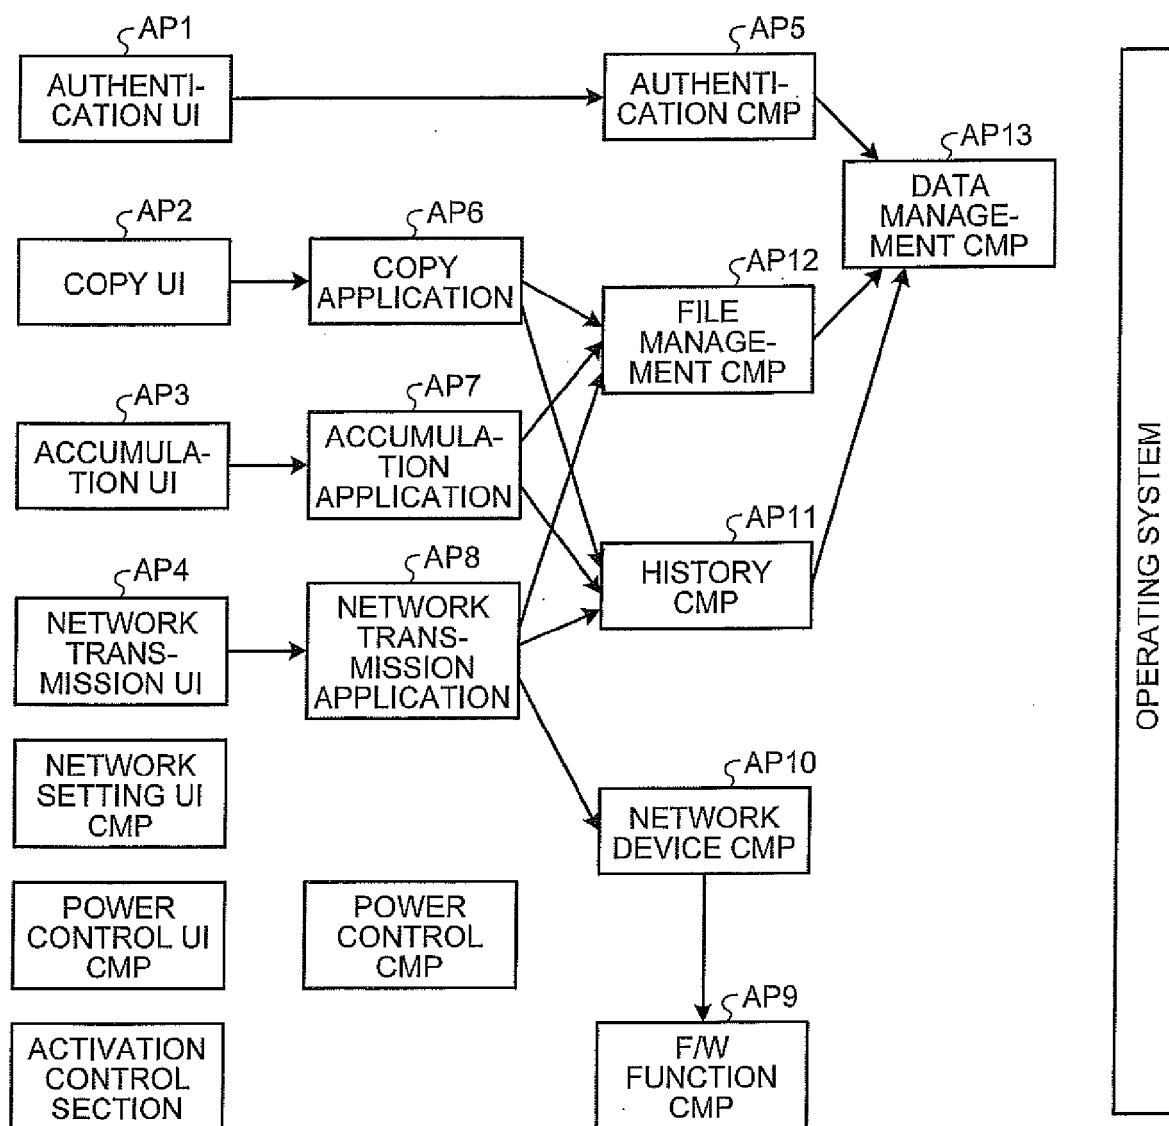 AP1
AUTHENTI-
CATION UI
AP5
AUTHENTI-
CATION CMP
AP13
DATA
MANAGE-
MENT CMP
AP2
COPY UI
AP6
COPY
APPLICATION
AP12
FILE
MANAGE-
MENT CMP
AP3
ACCUMULA-
TION UI
AP7
ACCUMULA-
TION
APPLICATION
AP11
HISTORY
CMP
AP4
NETWORK
TRANS-
MISSION UI
AP8
NETWORK
TRANS-
MISSION
APPLICATION
NETWORK
SETTING UI
CMP
AP10
NETWORK
DEVICE CMP
POWER
CONTROL UI
CMP
POWER
CONTROL
CMP
AP9
F/W
FUNCTION
CMP
ACTIVATION
CONTROL
SECTION
OPERATING SYSTEM